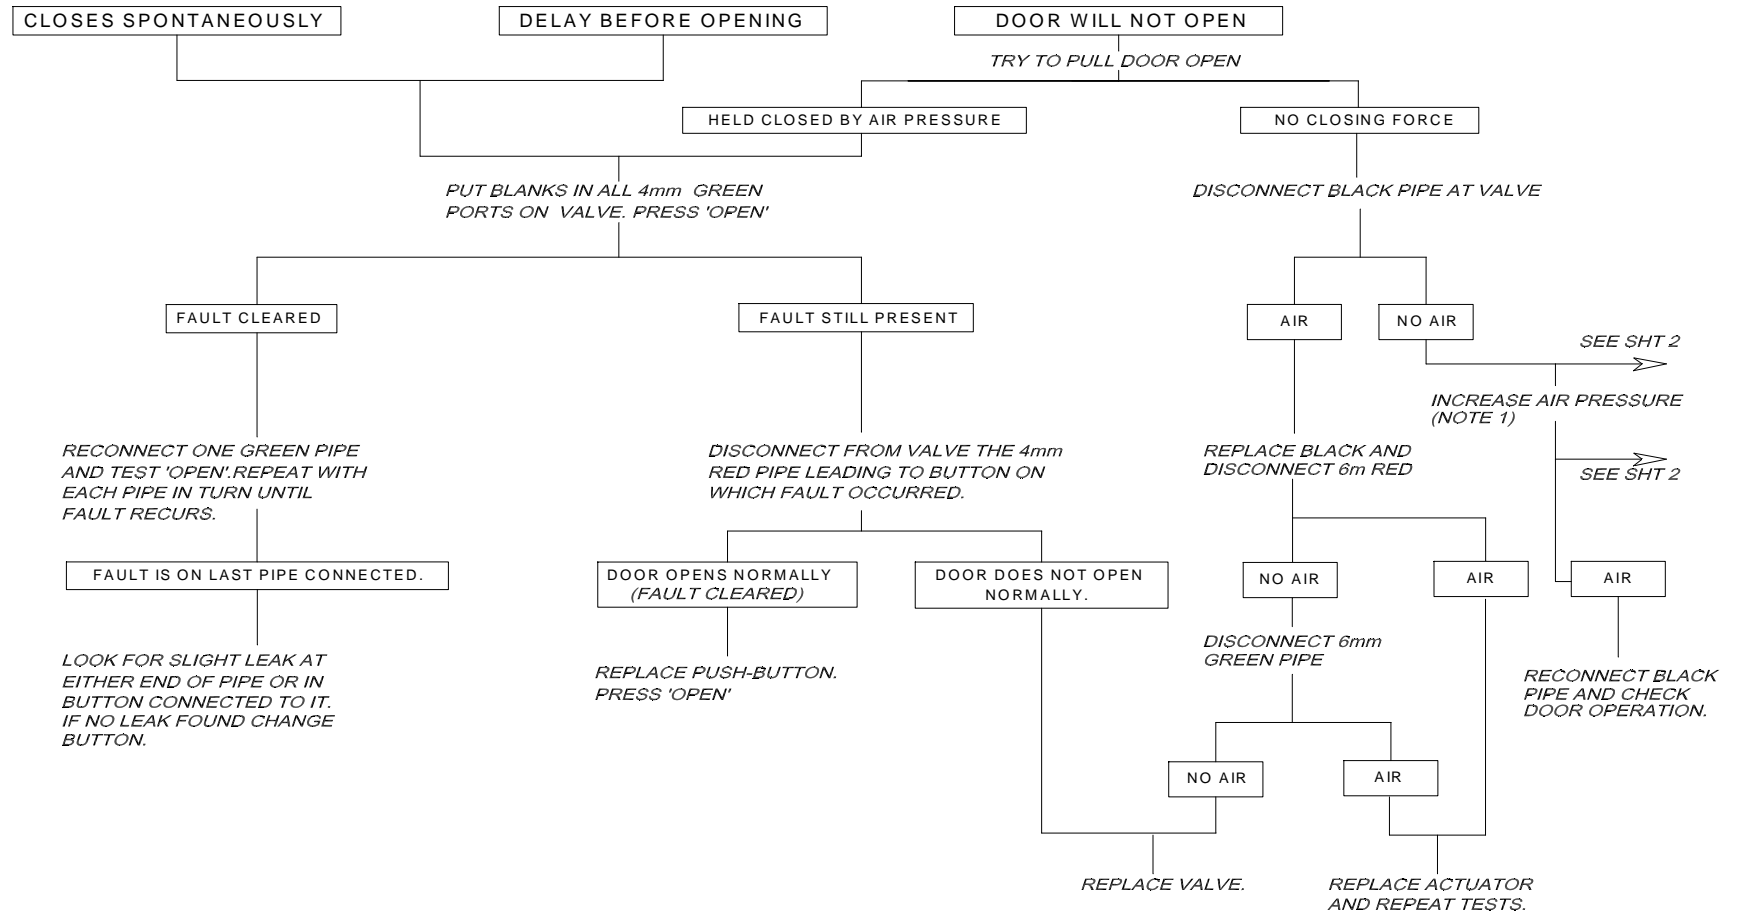 CLOSES SPONTANEOUSLY
DELAY BEFORE OPENING
DOOR WILL NOT OPEN
TRY TO PULL DOOR OPEN
HELD CLOSED BY AIR PRESSURE
NO CLOSING FORCE
PUT BLANKS IN ALL 4mm GREEN
PORTS ON VALVE. PRESS 'OPEN'
DISCONNECT BLACK PIPE AT VALVE
FAULT CLEARED
FAULT STILL PRESENT
AIR
NO AIR
SEE SHT 2
INCREASE AIR PRESSURE
(NOTE 1)
RECONNECT ONE GREEN PIPE
AND TEST 'OPEN'.REPEAT WITH
EACH PIPE IN TURN UNTIL
FAULT RECURS.
DISCONNECT FROM VALVE THE 4mm
RED PIPE LEADING TO BUTTON ON
WHICH FAULT OCCURRED.
REPLACE BLACK AND
DISCONNECT 6m RED
SEE SHT 2
FAULT IS ON LAST PIPE CONNECTED.
DOOR OPENS NORMALLY
(FAULT CLEARED)
DOOR DOES NOT OPEN
NORMALLY.
NO AIR
AIR
AIR
LOOK FOR SLIGHT LEAK AT
EITHER END OF PIPE OR IN
BUTTON CONNECTED TO IT.
IF NO LEAK FOUND CHANGE
BUTTON.
REPLACE PUSH-BUTTON.
PRESS 'OPEN'
DISCONNECT 6mm
GREEN PIPE
RECONNECT BLACK
PIPE AND CHECK
DOOR OPERATION.
NO AIR
AIR
REPLACE VALVE.
REPLACE ACTUATOR
AND REPEAT TESTS.